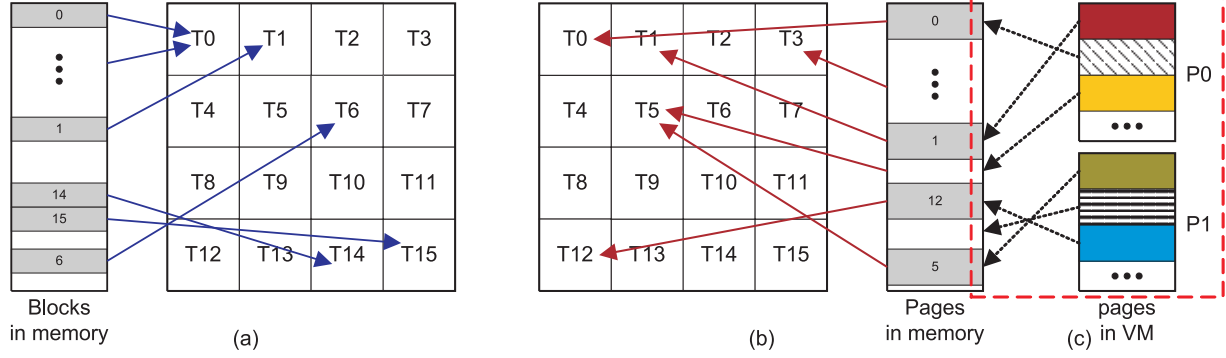 0
1
14
15
6
Blocks
in memory
T0 T1 T2 T3
T4 T5 T6 T7
T8 T9 T10 T11
T12 T13 T14 T15
(a)
T0 T1 T2 T3
T4 T5 T6 T7
T8 T9 T10 T11
T12 T13 T14 T15
(b)
0
1
12
5
Pages
in memory
P0
P1
pages
in VM
(c)